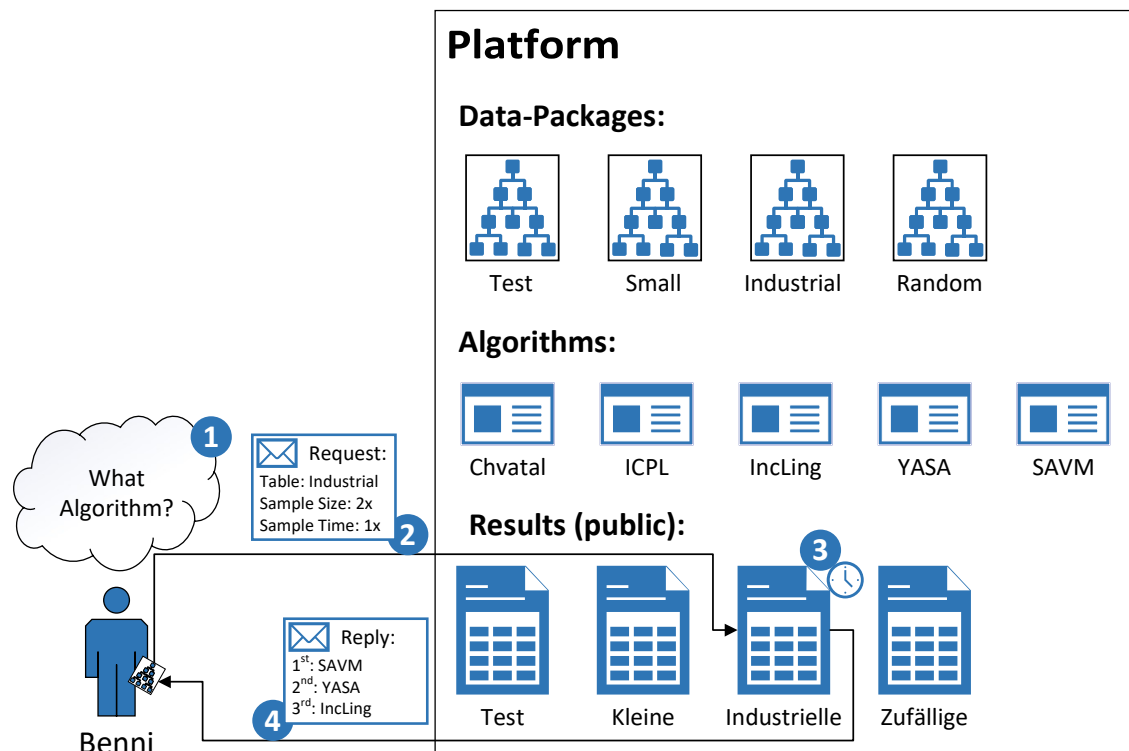 Platform
Data-Packages:
Test
Small
Industrial
Random
Algorithms:
Chvatal
ICPL
IncLing
YASA
SAVM
1
What
Algorithm?
Request:
Table: Industrial
Sample Size: 2x
Sample Time: 1x
2
Results (public):
3
Test
Kleine
Industrielle
Zufällige
Reply:
1st: SAVM
2nd: YASA
3rd: IncLing
4
Benni